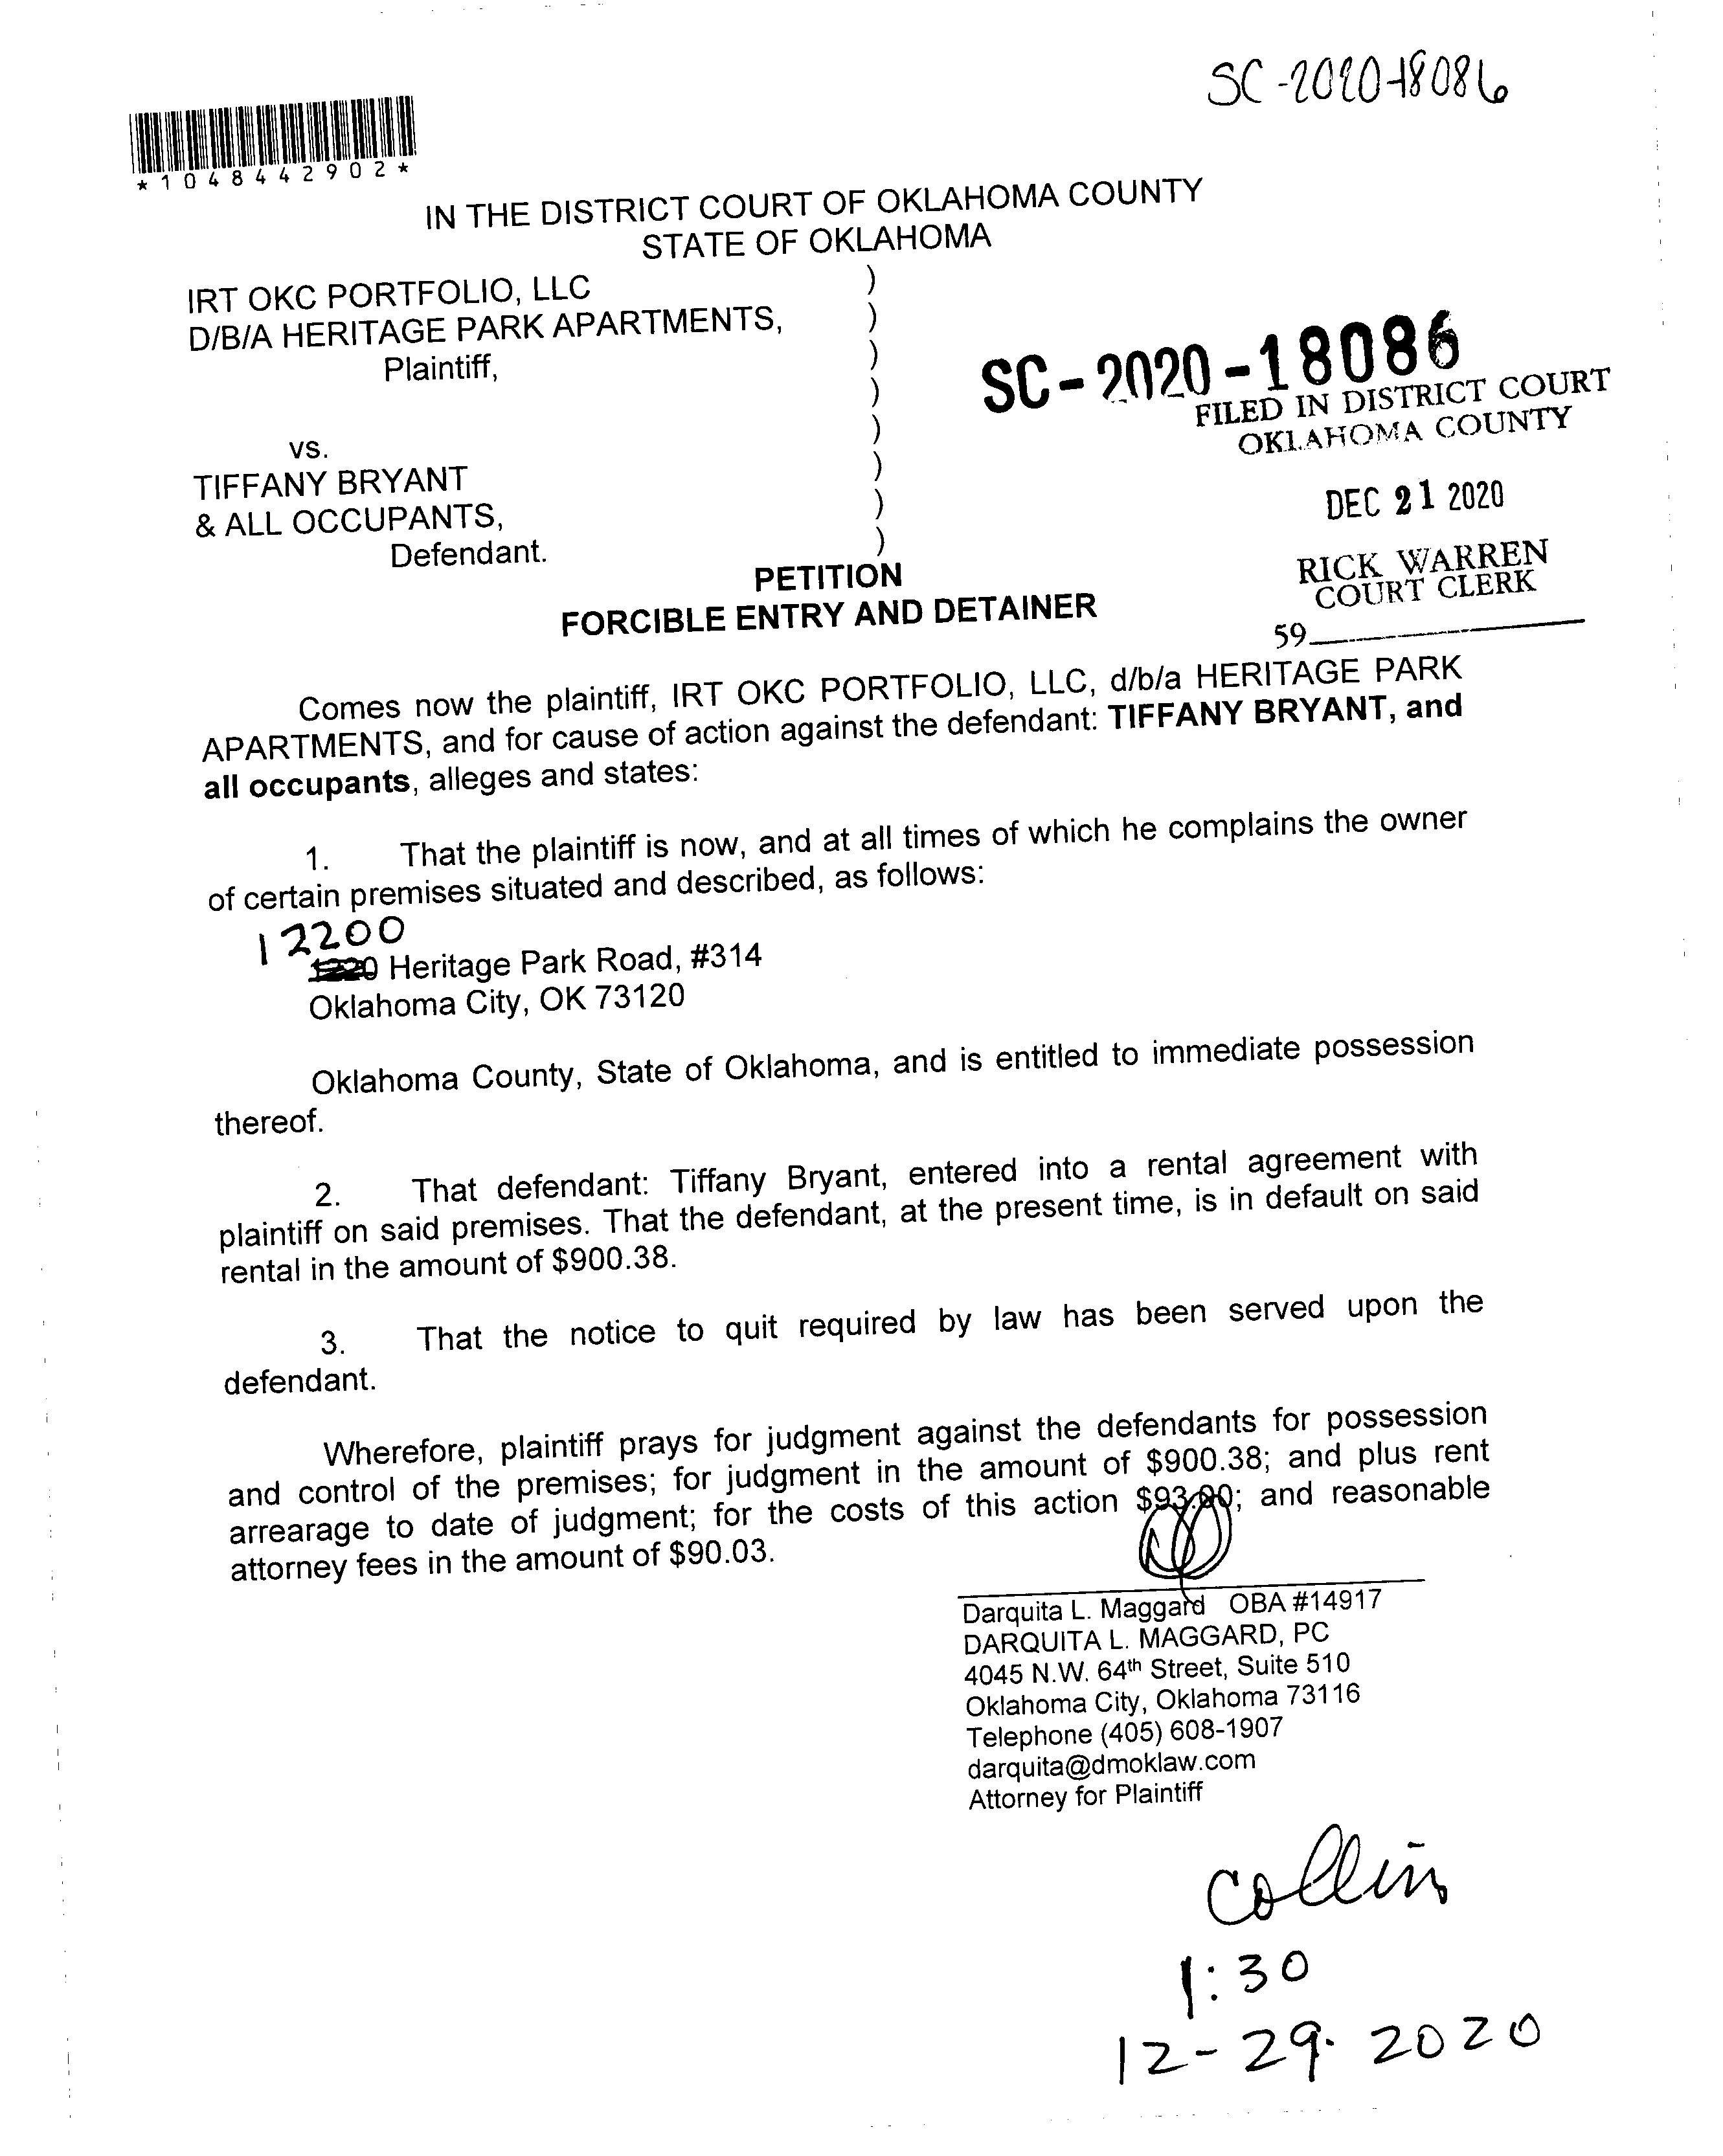 SC-2020-18086
*1048442902*
IN THE DISTRICT COURT OF OKLAHOMA COUNTY
STATE OF OKLAHOMA
IRT OKC PORTFOLIO, LLC )
D/B/A HERITAGE PARK APARTMENTS, )
Plaintiff, )
)
vs. )
TIFFANY BRYANT )
& ALL OCCUPANTS, )
Defendant. )
SC-2020-18086
FILED IN DISTRICT COURT
OKLAHOMA COUNTY
DEC 21 2020
RICK WARREN
COURT CLERK
59
PETITION
FORCIBLE ENTRY AND DETAINER
Comes now the plaintiff, IRT OKC PORTFOLIO, LLC, d/b/a HERITAGE PARK
APARTMENTS, and for cause of action against the defendant: TIFFANY BRYANT, and
all occupants, alleges and states:
1. That the plaintiff is now, and at all times of which he complains the owner
of certain premises situated and described, as follows:
12200
1220 Heritage Park Road, #314
Oklahoma City, OK 73120
Oklahoma County, State of Oklahoma, and is entitled to immediate possession
thereof.
2. That defendant: Tiffany Bryant, entered into a rental agreement with
plaintiff on said premises. That the defendant, at the present time, is in default on said
rental in the amount of $900.38.
3. That the notice to quit required by law has been served upon the
defendant.
Wherefore, plaintiff prays for judgment against the defendants for possession
and control of the premises; for judgment in the amount of $900.38; and plus rent
arrearage to date of judgment; for the costs of this action $93.00; and reasonable
attorney fees in the amount of $90.03.
Darquita L. Maggard OBA #14917
DARQUITA L. MAGGARD, PC
4045 N.W. 64th Street, Suite 510
Oklahoma City, Oklahoma 73116
Telephone (405) 608-1907
darquita@dmoklaw.com
Attorney for Plaintiff
Collin
1:30
12-29-2020